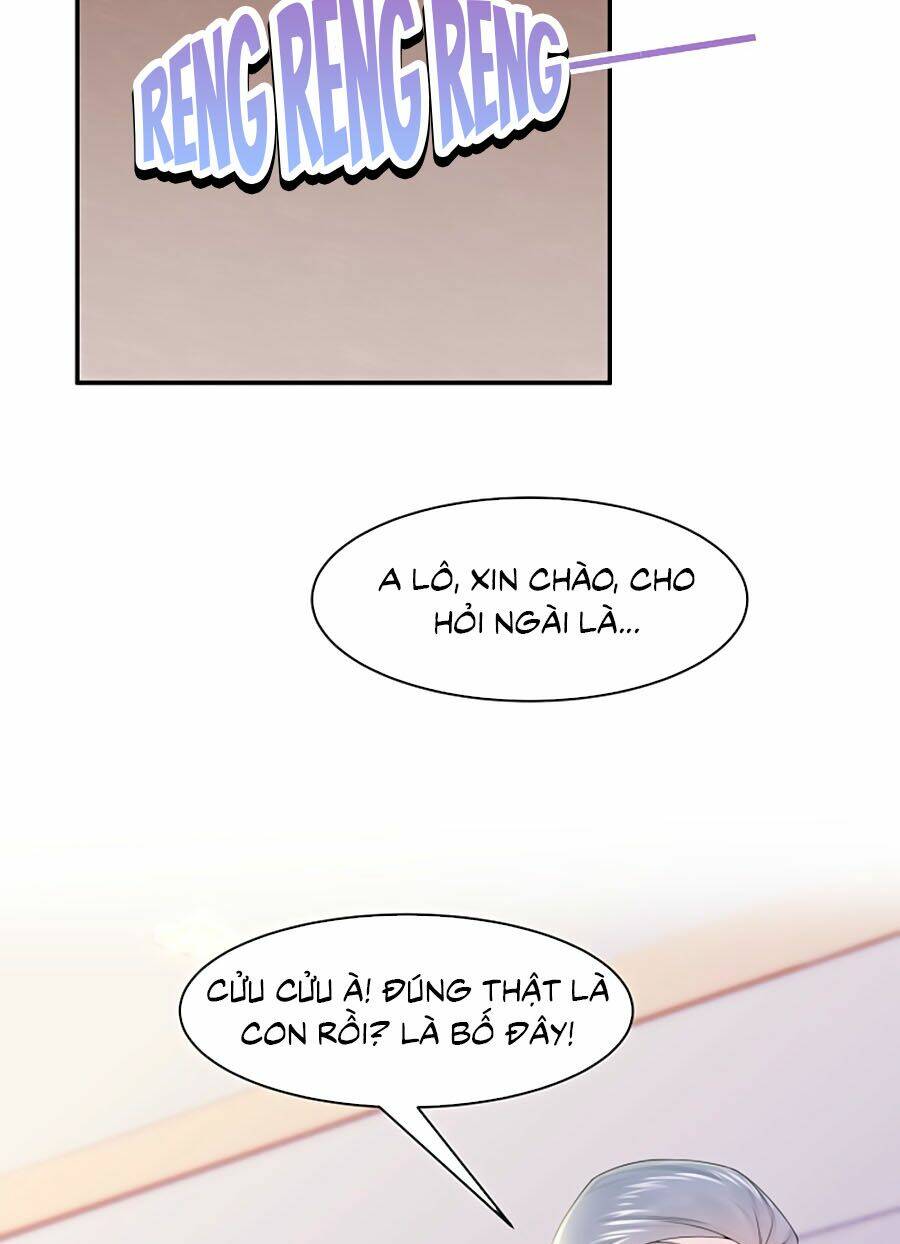 RENG RENG RENG
A LÔ, XIN CHÀO, CHO
HỎI NGÀI LÀ...
CỬU CỬU À! ĐÚNG THẬT LÀ
CON RỒI? LÀ BỐ ĐÂY!